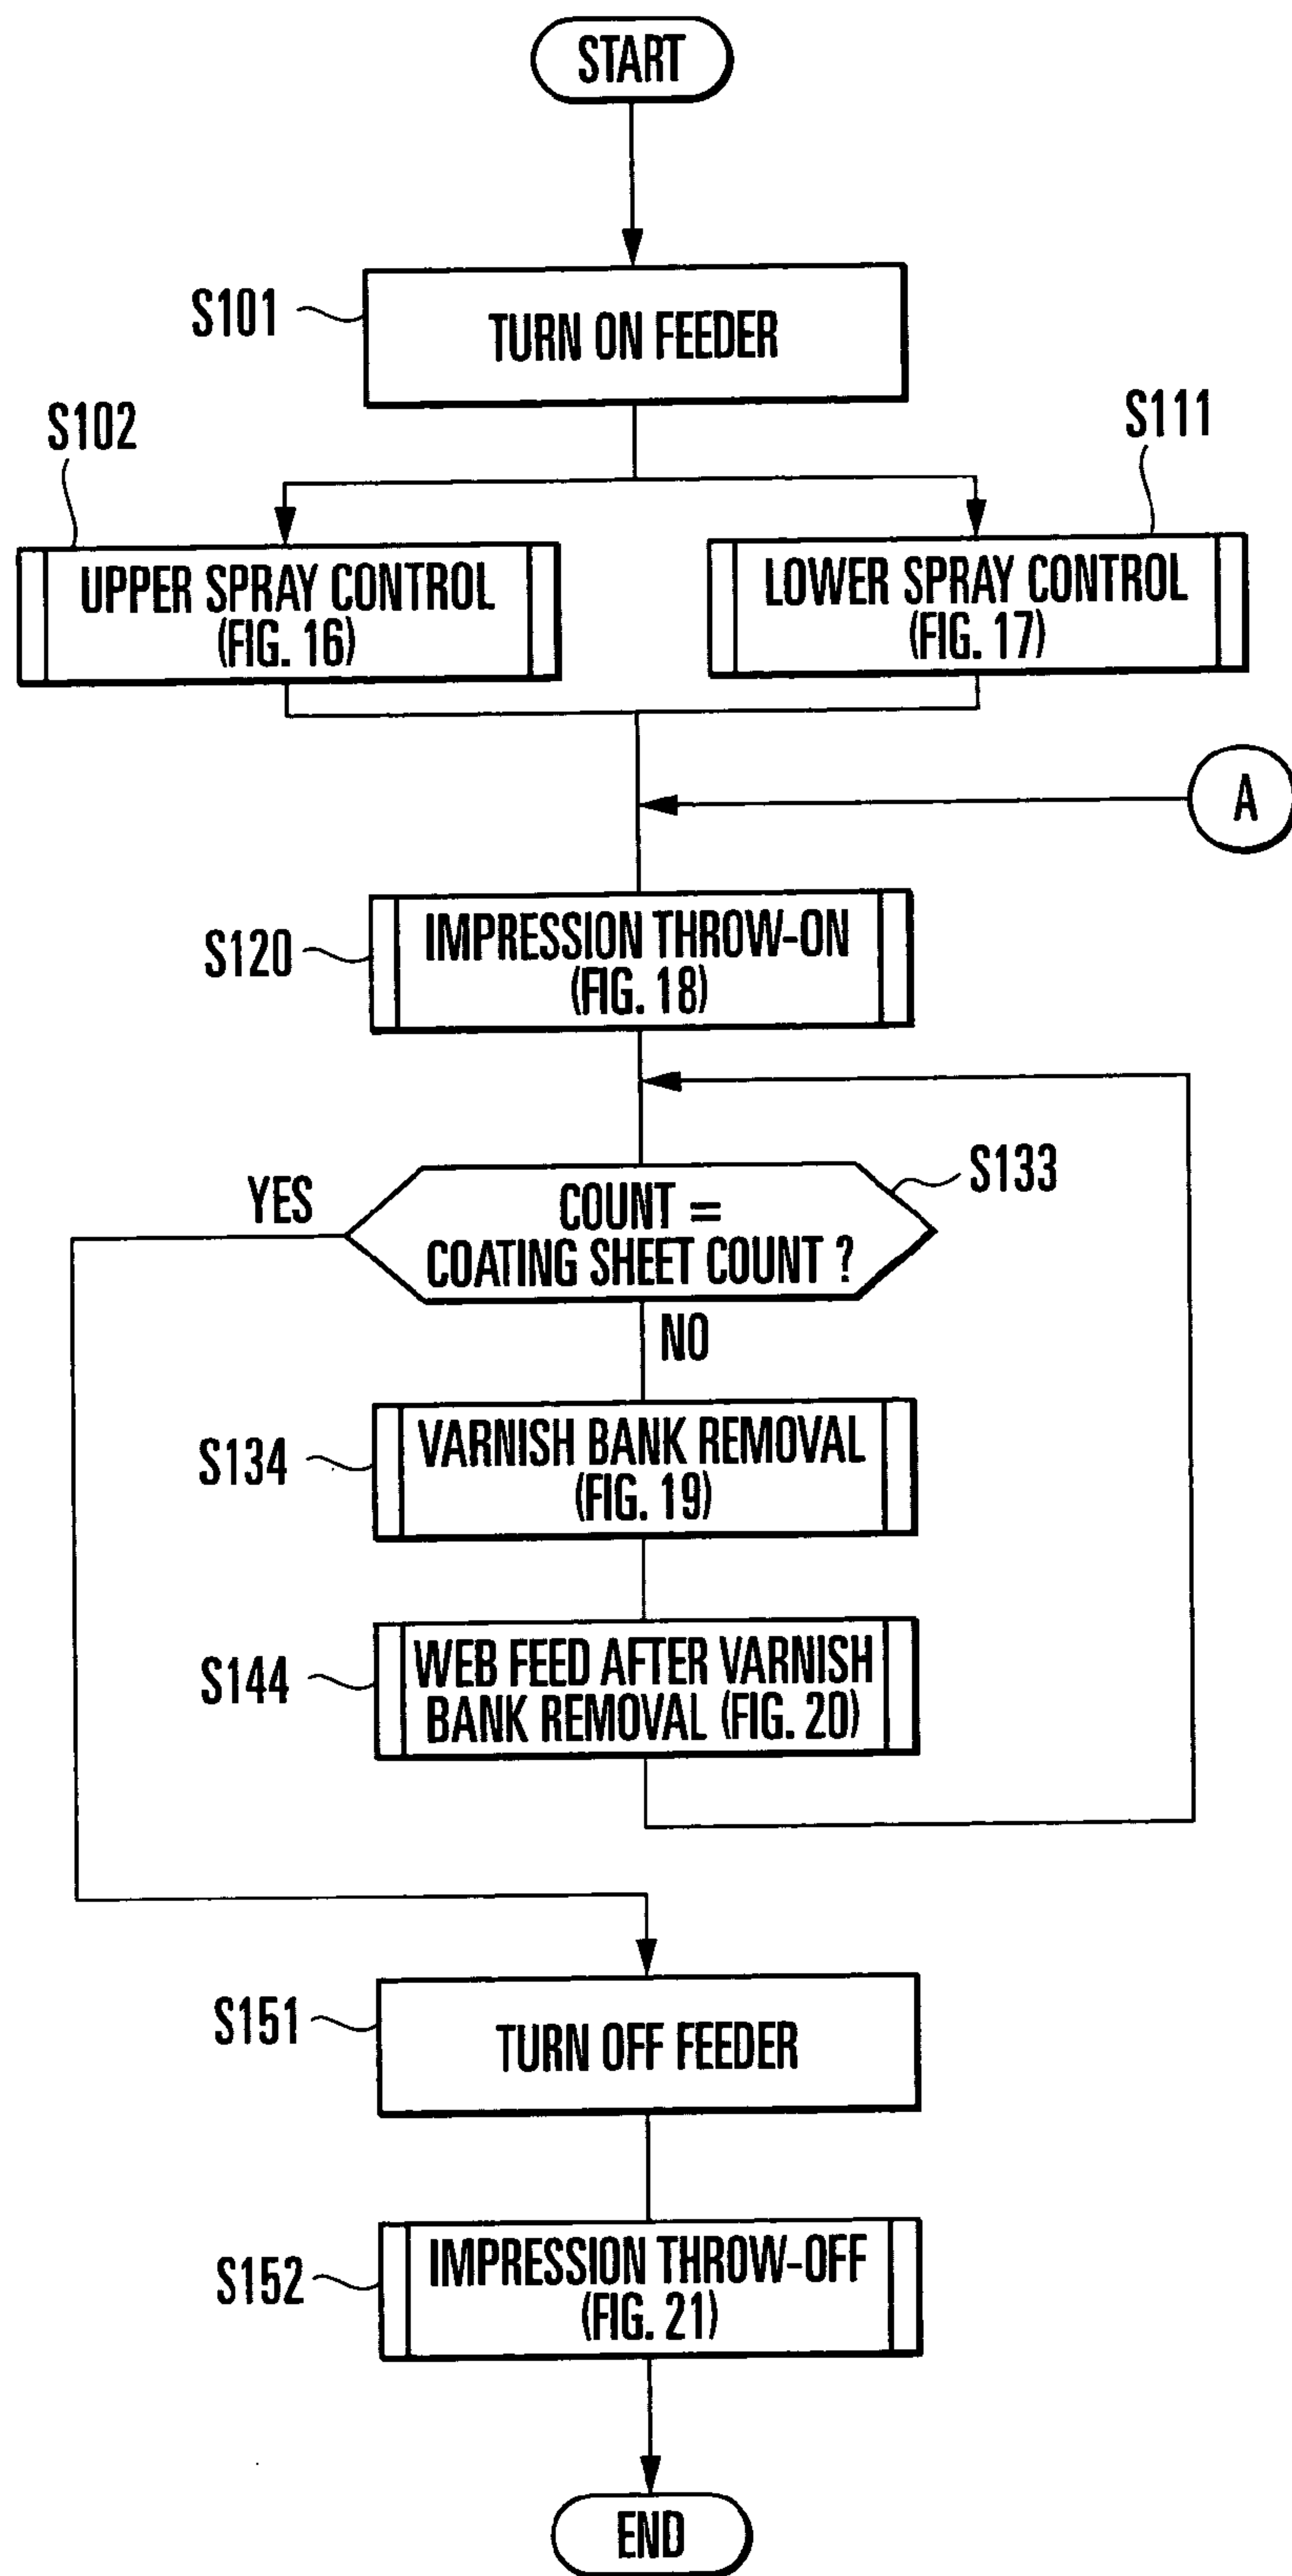 START
S101
TURN ON FEEDER
S102
S111
UPPER SPRAY CONTROL
(FIG. 16)
LOWER SPRAY CONTROL
(FIG. 17)
A
S120
IMPRESSION THROW-ON
(FIG. 18)
YES
S133
COUNT =
COATING SHEET COUNT ?
NO
S134
VARNISH BANK REMOVAL
(FIG. 19)
S144
WEB FEED AFTER VARNISH
BANK REMOVAL (FIG. 20)
S151
TURN OFF FEEDER
S152
IMPRESSION THROW-OFF
(FIG. 21)
END